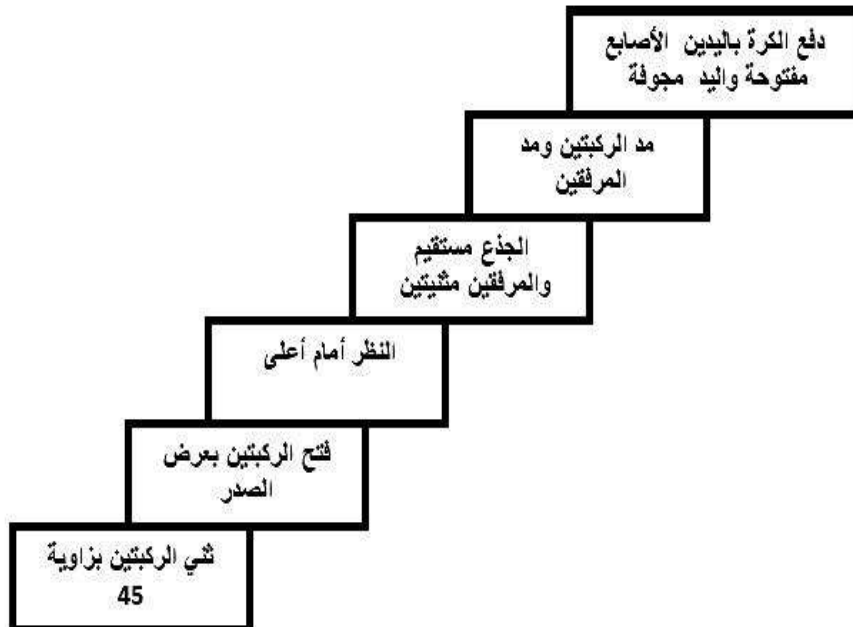 دفع الكرة باليدين الأصابع
مفتوحة واليد مجوفة
مد الركبتين ومد
المرفقين
الجذع مستقيم
والمرفقين مثنيتين
النظر أمام أعلى
فتح الركبتين بعرض
الصدر
ثني الركبتين بزاوية
45